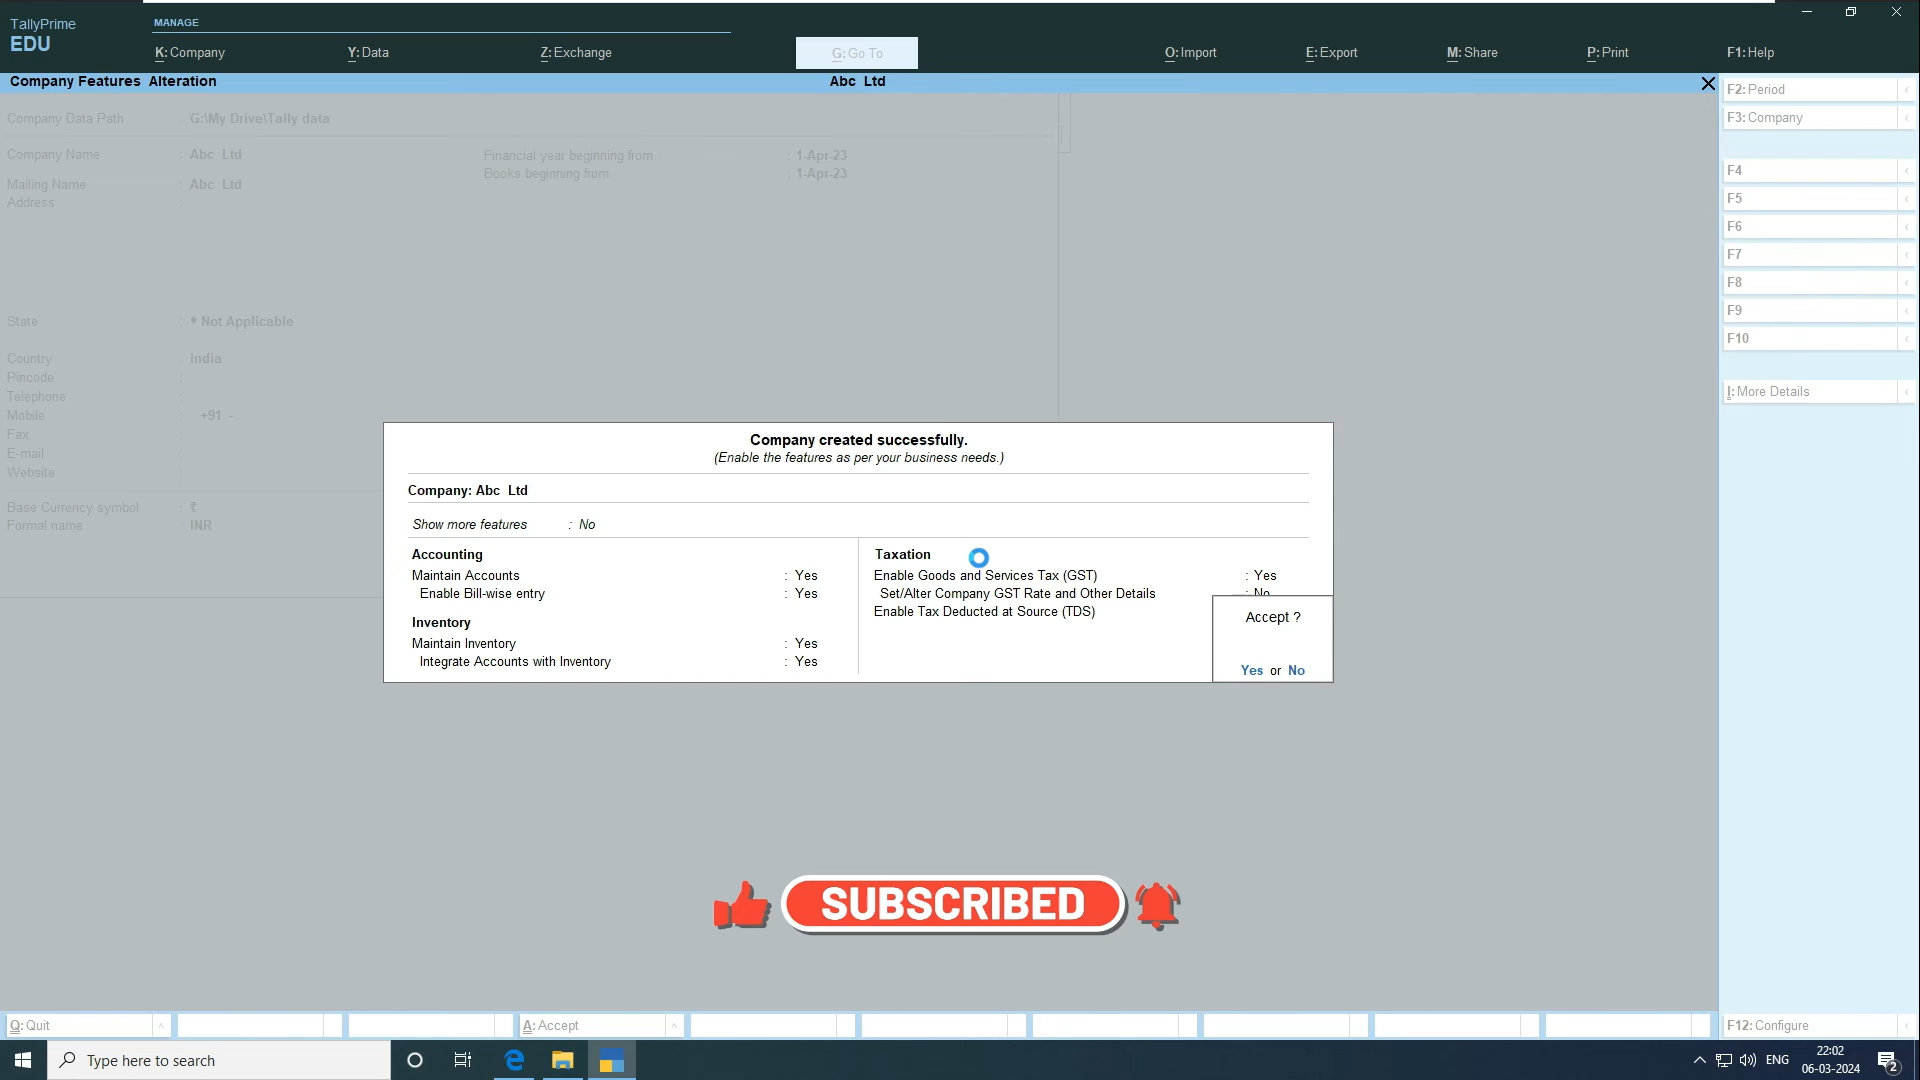 TallyPrime
EDU
MANAGE
K: Company
Y: Data
Z: Exchange
G: Go To
O: Import
E: Export
M: Share
P: Print
F1: Help
Company Features Alteration
Abc Ltd
Company Data Path : G:\My Drive\Tally data
Company Name : Abc Ltd
Mailing Name : Abc Ltd
Address :
State : ♦ Not Applicable
Country : India
Pincode :
Telephone :
Mobile : +91 -
Fax :
E-mail :
Website :
Base Currency symbol : ₹
Formal name : INR
Financial year beginning from : 1-Apr-23
Books beginning from : 1-Apr-23
Company created successfully.
(Enable the features as per your business needs.)
Company: Abc Ltd
Show more features : No
Accounting
Maintain Accounts : Yes
Enable Bill-wise entry : Yes
Inventory
Maintain Inventory : Yes
Integrate Accounts with Inventory : Yes
Taxation
Enable Goods and Services Tax (GST) : Yes
Set/Alter Company GST Rate and Other Details : No
Enable Tax Deducted at Source (TDS)
Accept ?
Yes or No
SUBSCRIBED
F2: Period
F3: Company
F4
F5
F6
F7
F8
F9
F10
I: More Details
F12: Configure
Q: Quit
A: Accept
Type here to search
ENG
22:02
06-03-2024
2